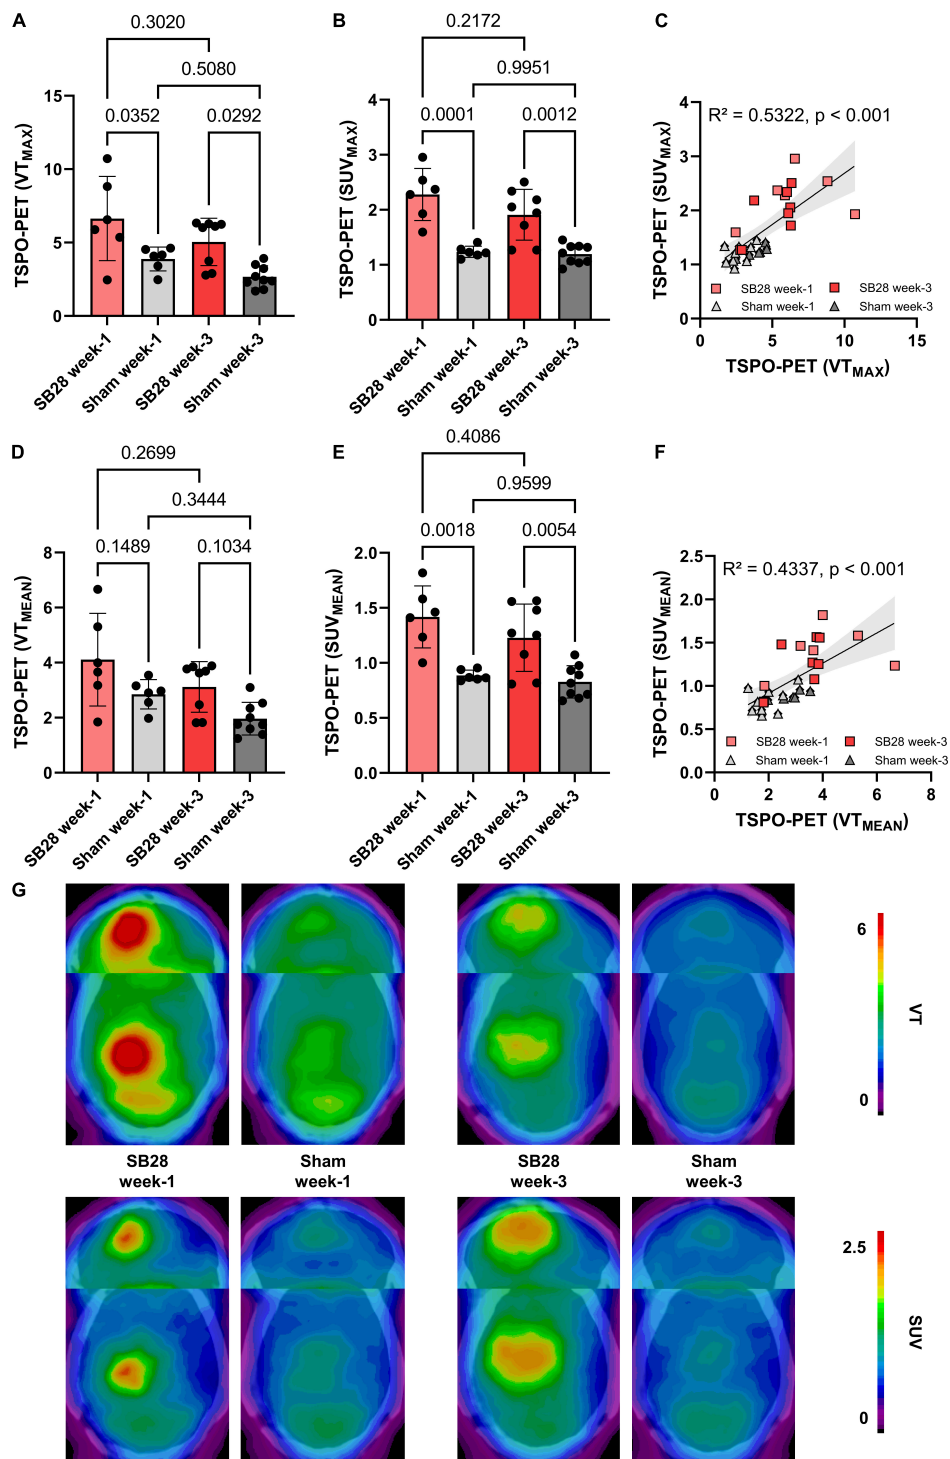 A
0.3020
0.5080
0.0352
0.0292
TSPO-PET (VT_MAX)
15
10
5
0
SB28 week-1
Sham week-1
SB28 week-3
Sham week-3
B
0.2172
0.9951
0.0001
0.0012
TSPO-PET (SUV_MAX)
4
3
2
1
0
SB28 week-1
Sham week-1
SB28 week-3
Sham week-3
C
R² = 0.5322, p < 0.001
TSPO-PET (SUV_MAX)
4
3
2
1
0
SB28 week-1
SB28 week-3
Sham week-1
Sham week-3
0 5 10 15
TSPO-PET (VT_MAX)
D
0.2699
0.3444
0.1489
0.1034
TSPO-PET (VT_MEAN)
8
6
4
2
0
SB28 week-1
Sham week-1
SB28 week-3
Sham week-3
E
0.4086
0.9599
0.0018
0.0054
TSPO-PET (SUV_MEAN)
2.0
1.5
1.0
0.5
0.0
SB28 week-1
Sham week-1
SB28 week-3
Sham week-3
F
R² = 0.4337, p < 0.001
TSPO-PET (SUV_MEAN)
2.5
2.0
1.5
1.0
0.5
0.0
SB28 week-1
SB28 week-3
Sham week-1
Sham week-3
0 2 4 6 8
TSPO-PET (VT_MEAN)
G
6
VT
0
SB28
week-1
Sham
week-1
SB28
week-3
Sham
week-3
2.5
SUV
0